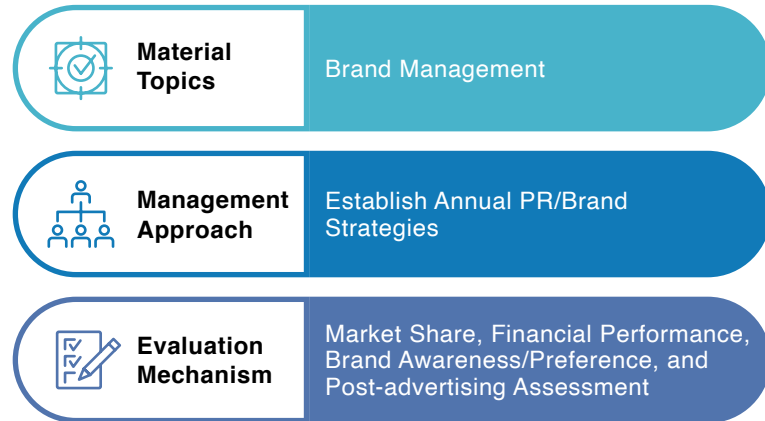 Material
Topics
Brand Management
Management
Approach
Establish Annual PR/Brand
Strategies
Evaluation
Mechanism
Market Share, Financial Performance,
Brand Awareness/Preference, and
Post-advertising Assessment